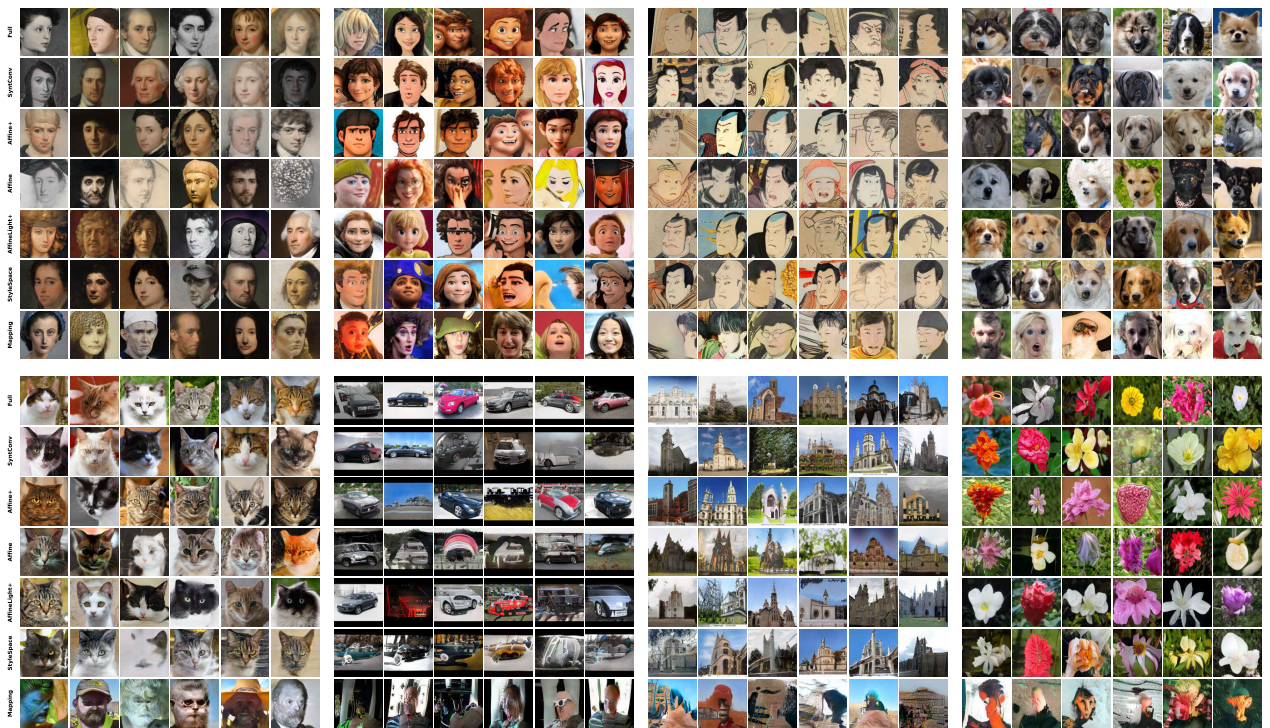 Full
SyntConv
Affine+
Affine
AffineLight+
StyleSpace
Mapping
Full
SyntConv
Affine+
Affine
AffineLight+
StyleSpace
Mapping